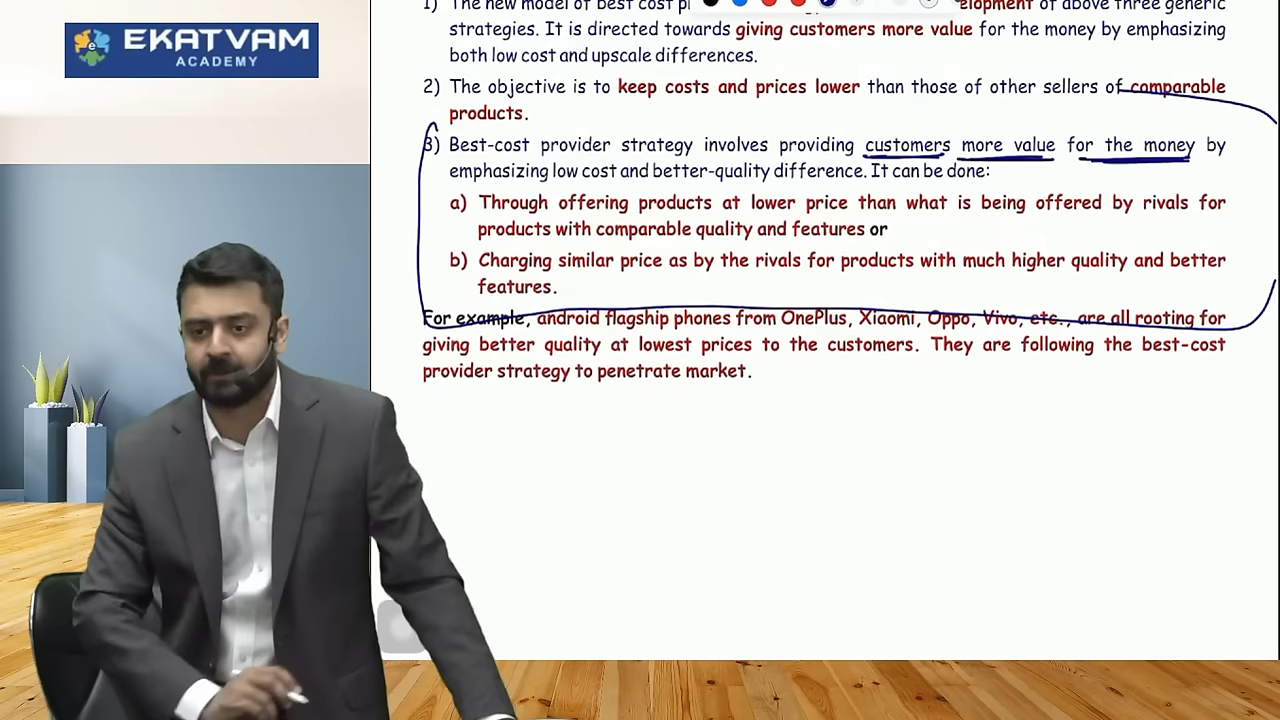 EKATVAM
ACADEMY
1) The new model of best cost elopment of above three generic
strategies. It is directed towards giving customers more value for the money by emphasizing
both low cost and upscale differences.
2) The objective is to keep costs and prices lower than those of other sellers of comparable
products.
3) Best-cost provider strategy involves providing customers more value for the money by
emphasizing low cost and better-quality difference. It can be done:
a) Through offering products at lower price than what is being offered by rivals for
products with comparable quality and features or
b) Charging similar price as by the rivals for products with much higher quality and better
features.
For example, android flagship phones from OnePlus, Xiaomi, Oppo, Vivo, etc., are all rooting for
giving better quality at lowest prices to the customers. They are following the best-cost
provider strategy to penetrate market.